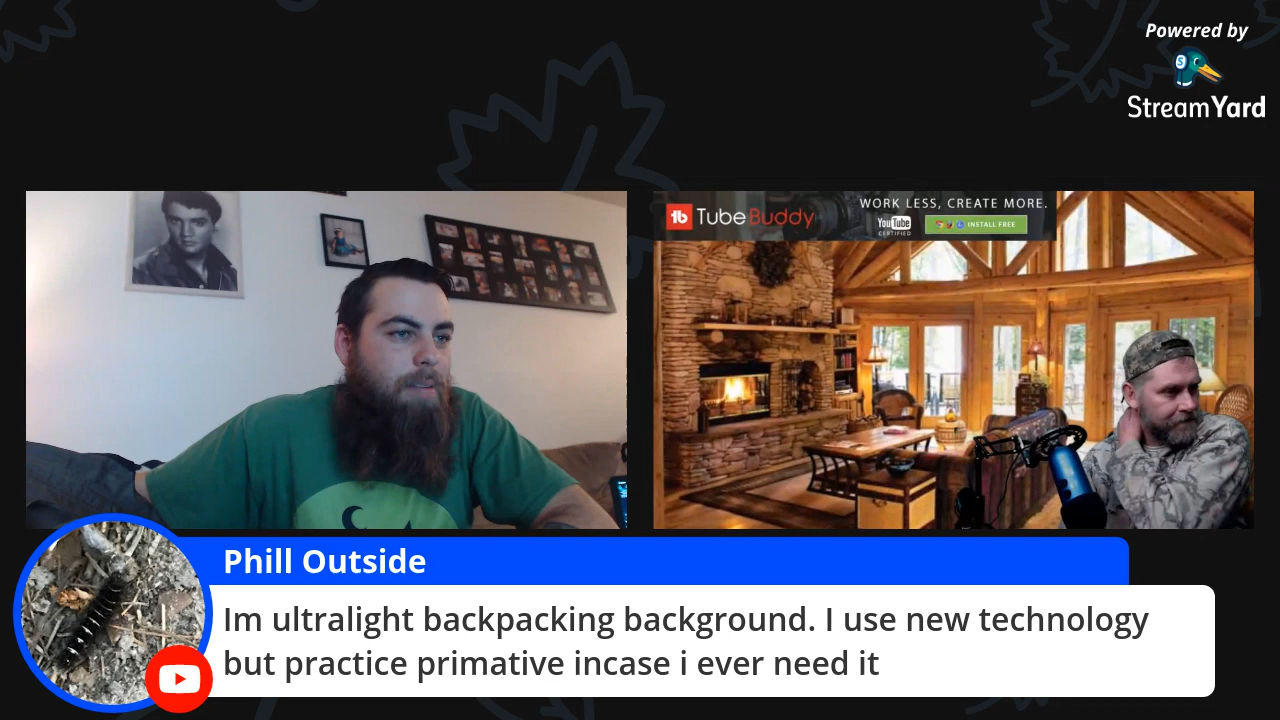 Powered by
StreamYard
TubeBuddy
WORK LESS, CREATE MORE.
YouTube
CERTIFIED
INSTALL FREE
Phill Outside
Im ultralight backpacking background. I use new technology
but practice primative incase i ever need it